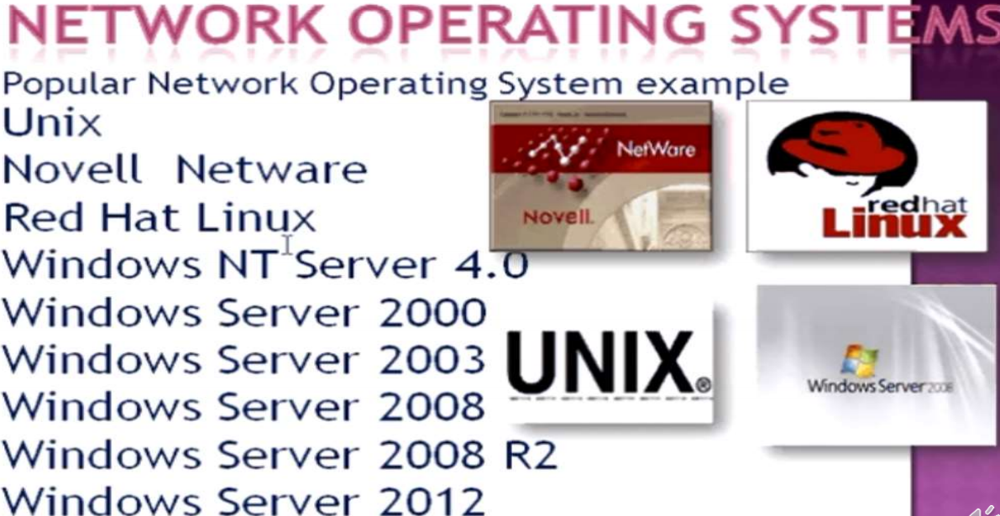 NETWORK OPERATING SYSTEMS
Popular Network Operating System example
Unix
Novell Netware
Red Hat Linux
Windows NT Server 4.0
Windows Server 2000
Windows Server 2003
Windows Server 2008
Windows Server 2008 R2
Windows Server 2012
NetWare
Novell.
redhat
Linux
UNIX®
Windows Server 2008